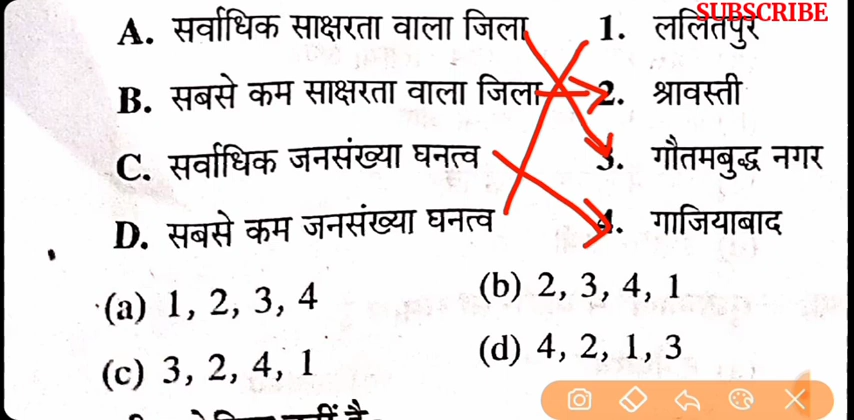 SUBSCRIBE
A. सर्वाधिक साक्षरता वाला जिला 1. ललितपुर
B. सबसे कम साक्षरता वाला जिला 2. श्रावस्ती
C. सर्वाधिक जनसंख्या घनत्व 3. गौतमबुद्ध नगर
D. सबसे कम जनसंख्या घनत्व 4. गाजियाबाद
(a) 1, 2, 3, 4 (b) 2, 3, 4, 1
(c) 3, 2, 4, 1 (d) 4, 2, 1, 3